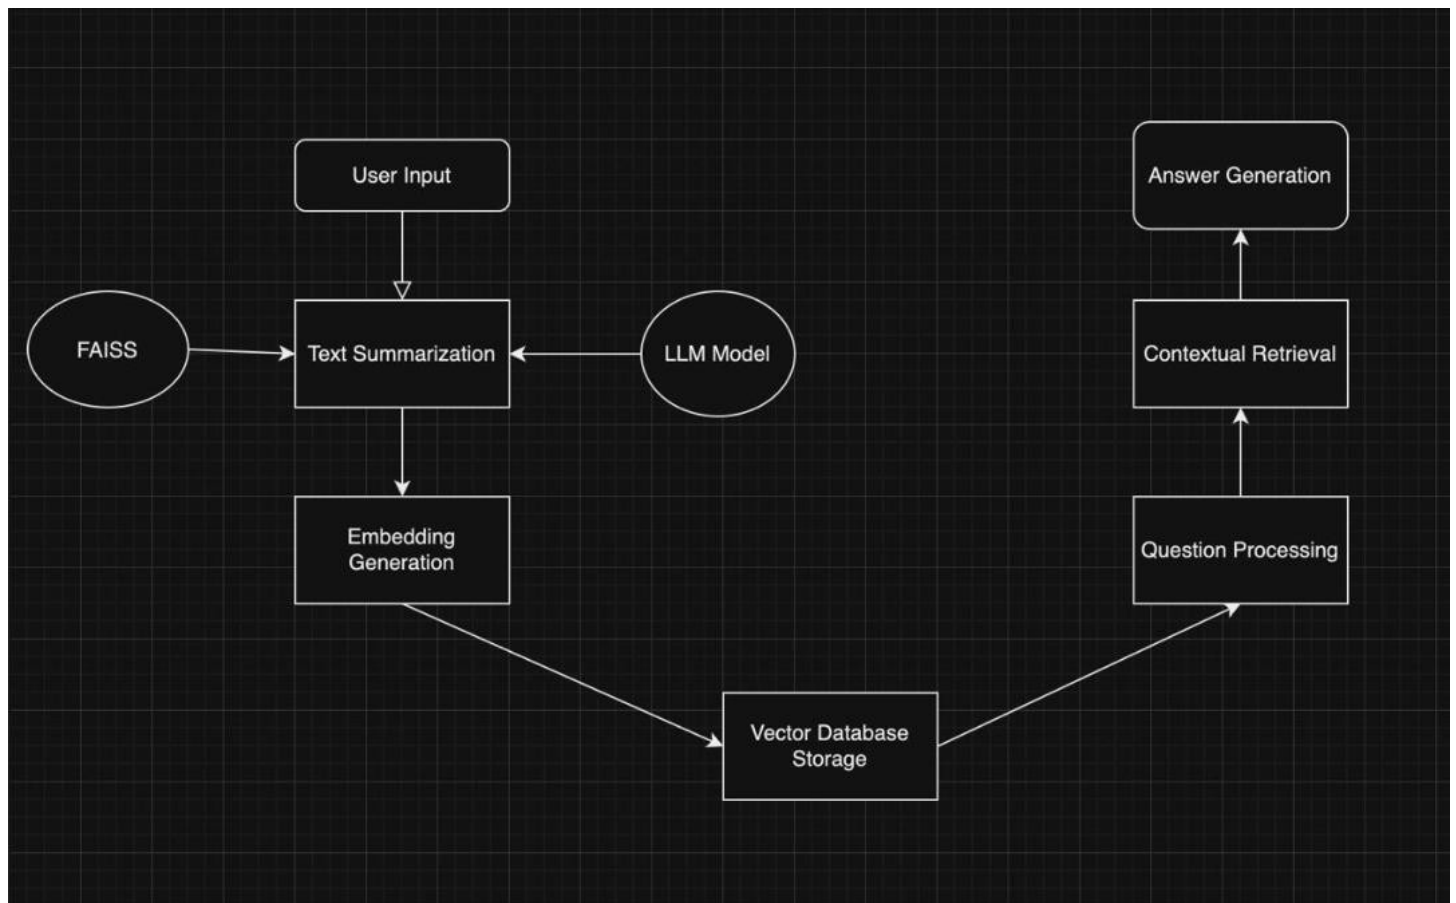 User Input
Answer Generation
FAISS
Text Summarization
LLM Model
Contextual Retrieval
Embedding
Generation
Question Processing
Vector Database
Storage